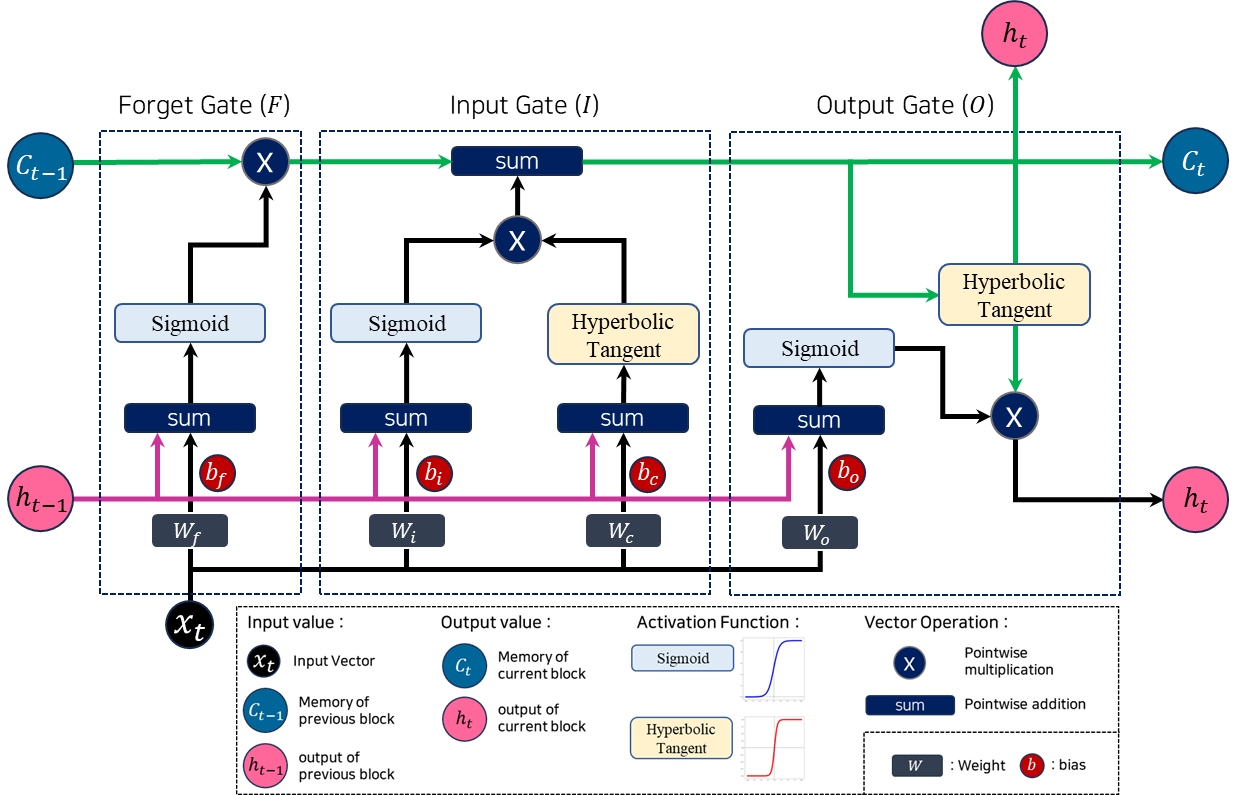 h_t
Forget Gate (F)
Input Gate (I)
Output Gate (O)
C_{t−1}
X
sum
C_t
X
Hyperbolic
Tangent
Sigmoid
Sigmoid
Hyperbolic
Tangent
Sigmoid
sum
sum
sum
sum
X
b_f
b_i
b_c
b_o
h_{t−1}
h_t
W_f
W_i
W_c
W_o
x_t
Input value :
x_t Input Vector
C_{t−1} Memory of
previous block
h_{t−1} output of
previous block
Output value :
C_t Memory of
current block
h_t output of
current block
Activation Function :
Sigmoid
Hyperbolic
Tangent
Vector Operation :
X Pointwise
multiplication
sum Pointwise addition
W : Weight b : bias